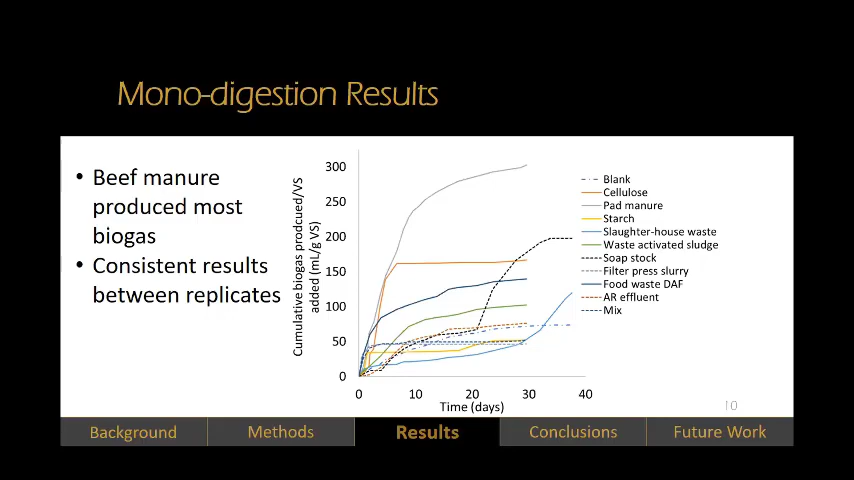 Mono-digestion Results
• Beef manure
produced most
biogas
• Consistent results
between replicates
Cumulative biogas prodcued/VS
added (mL/g VS)
300
250
200
150
100
50
0
0 10 20 30 40
Time (days)
Blank
Cellulose
Pad manure
Starch
Slaughter-house waste
Waste activated sludge
Soap stock
Filter press slurry
Food waste DAF
AR effluent
Mix
10
Background Methods Results Conclusions Future Work